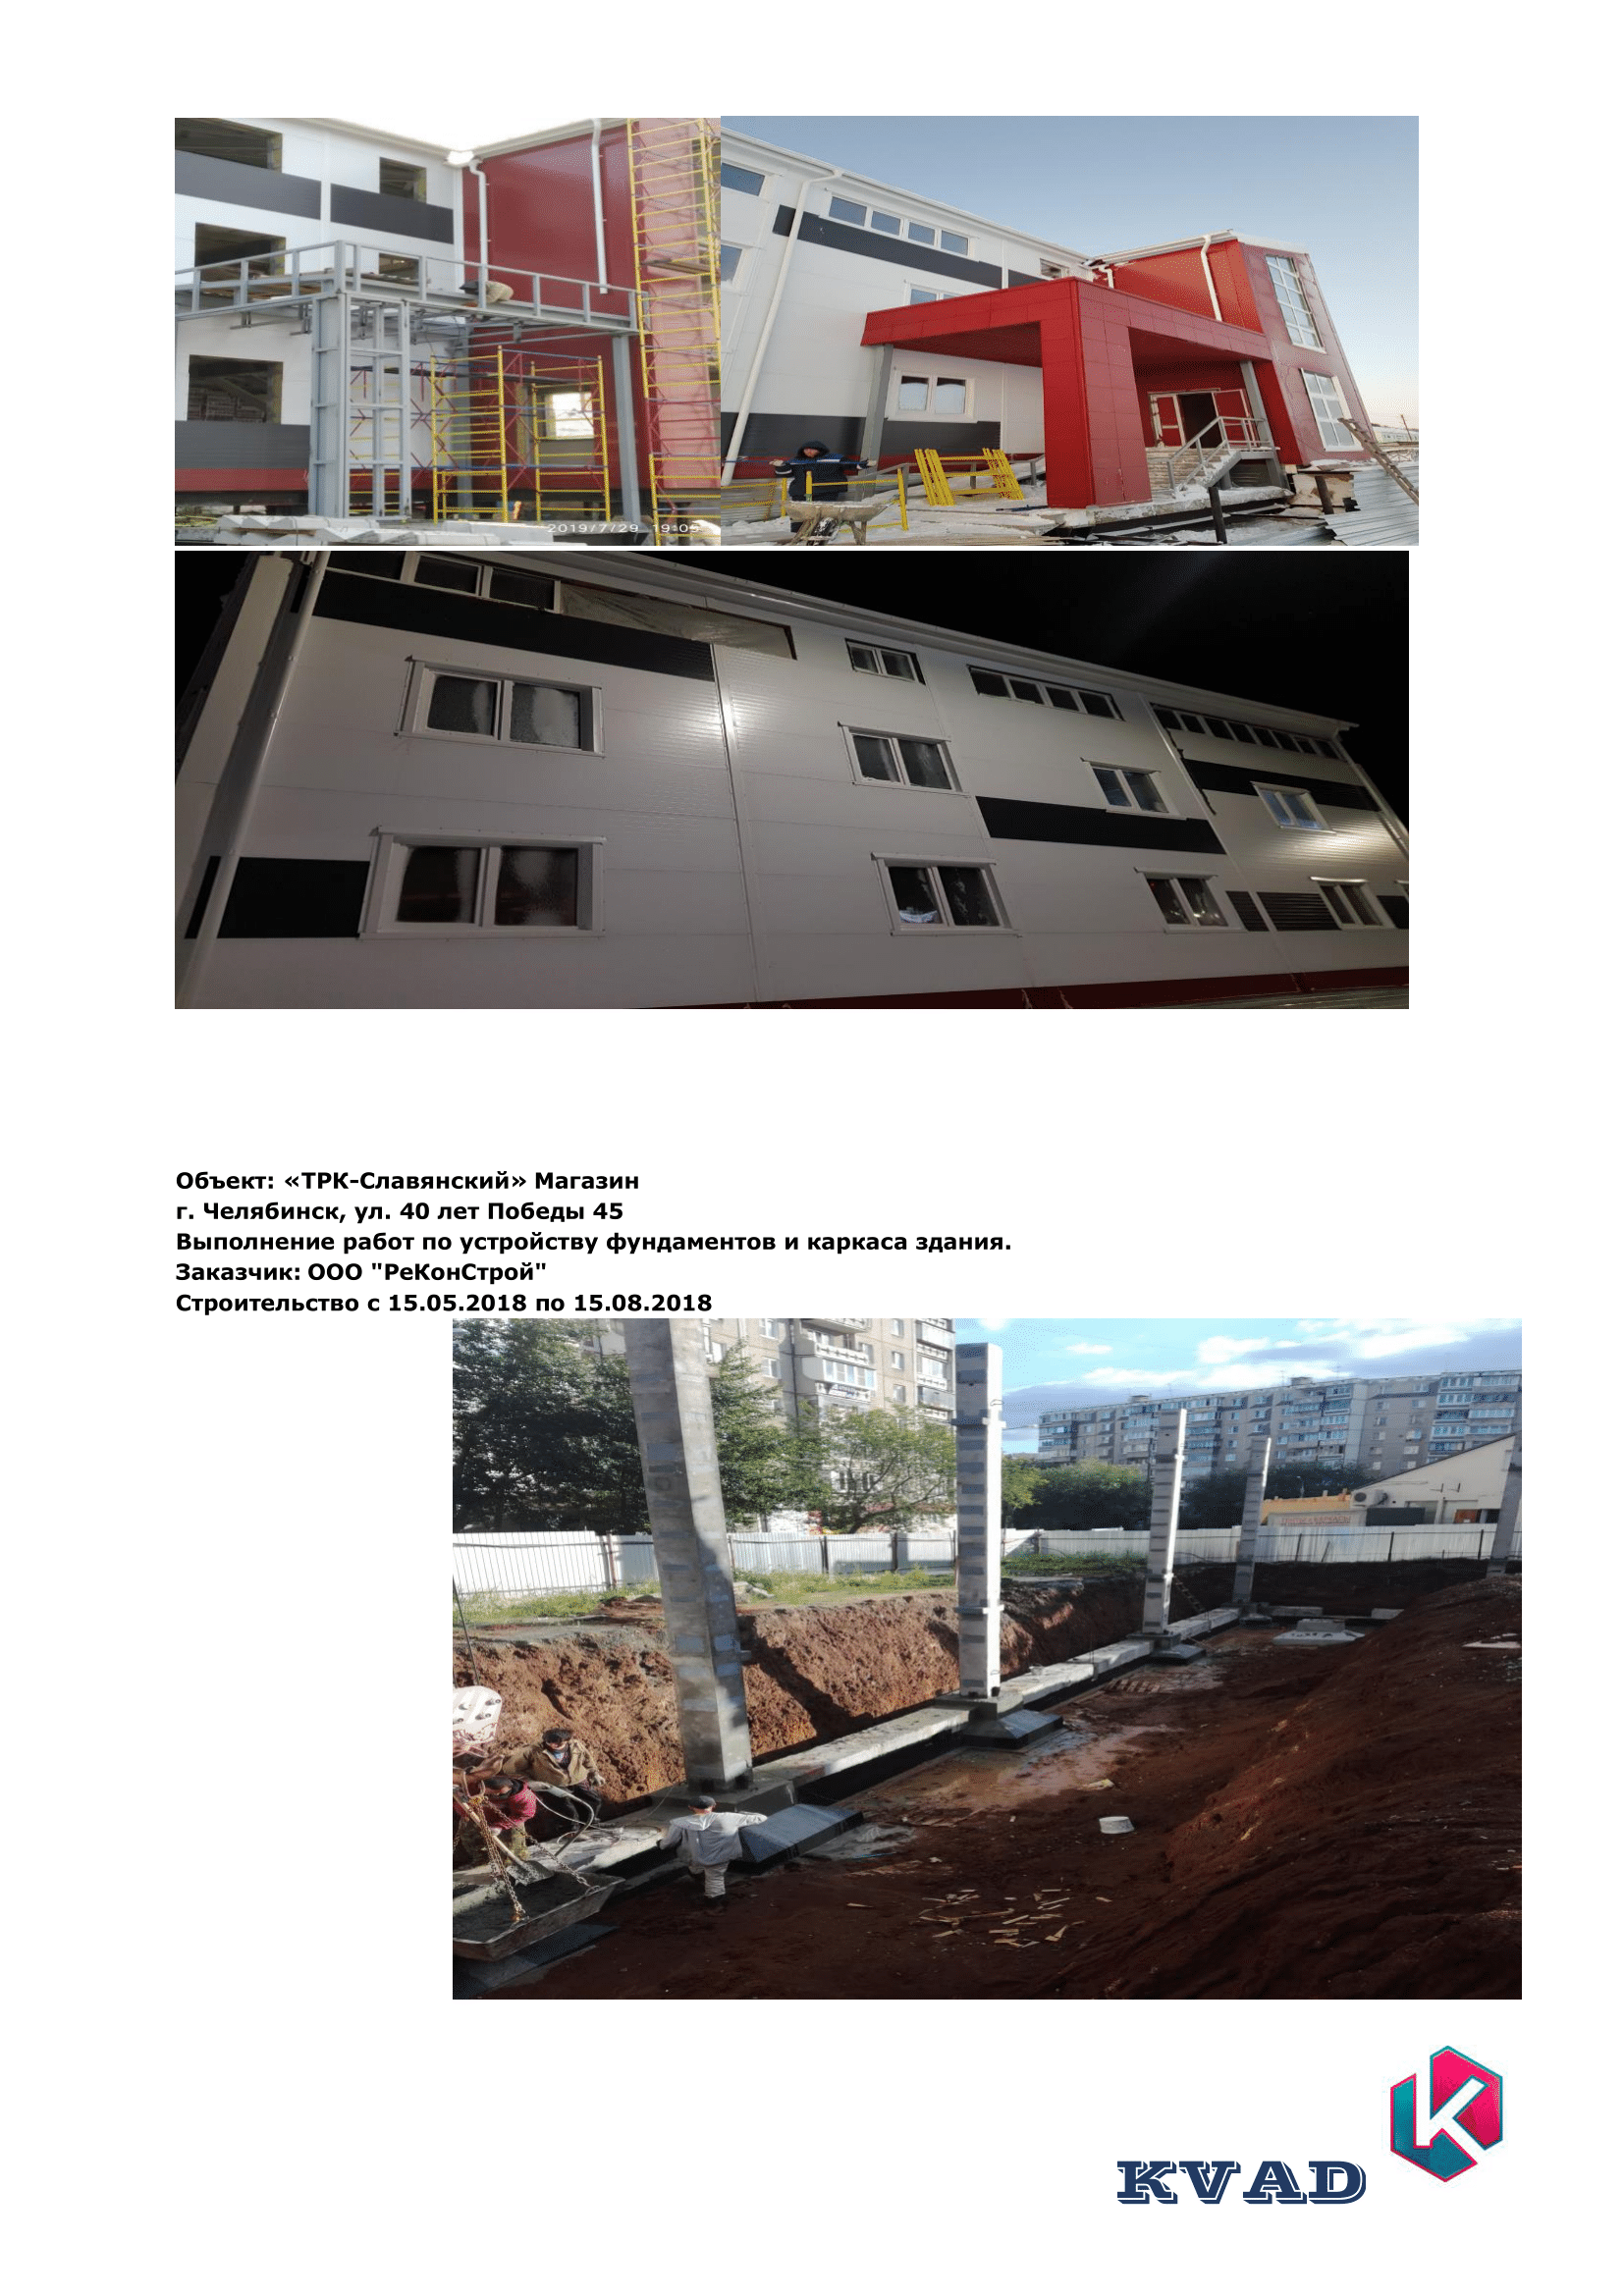 2019/7/29 19:05
Объект: «ТРК-Славянский» Магазин
г. Челябинск, ул. 40 лет Победы 45
Выполнение работ по устройству фундаментов и каркаса здания.
Заказчик: ООО "РеКонСтрой"
Строительство с 15.05.2018 по 15.08.2018
K
KVAD